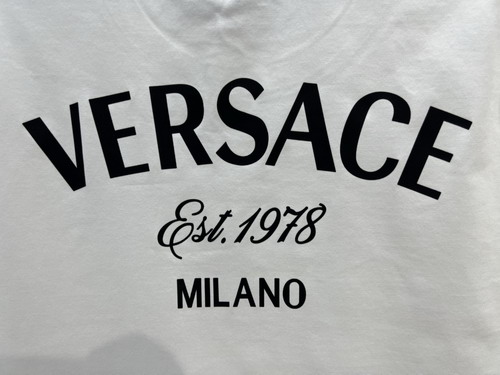 VERSACE
Est. 1978
MILANO